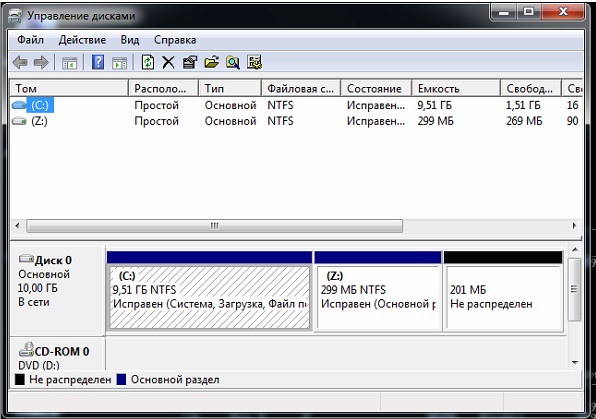 Управление дисками
Файл Действие Вид Справка
Том Располо... Тип Файловая с... Состояние Емкость Свобод... Св
(C:) Простой Основной NTFS Исправен... 9,51 ГБ 1,51 ГБ 16
(Z:) Простой Основной NTFS Исправен... 299 МБ 269 МБ 90
Диск 0
Основной
10,00 ГБ
В сети
(C:)
9,51 ГБ NTFS
Исправен (Система, Загрузка, Файл п
(Z:)
299 МБ NTFS
Исправен (Основной р
201 МБ
Не распределен
CD-ROM 0
DVD (D:)
Не распределен Основной раздел